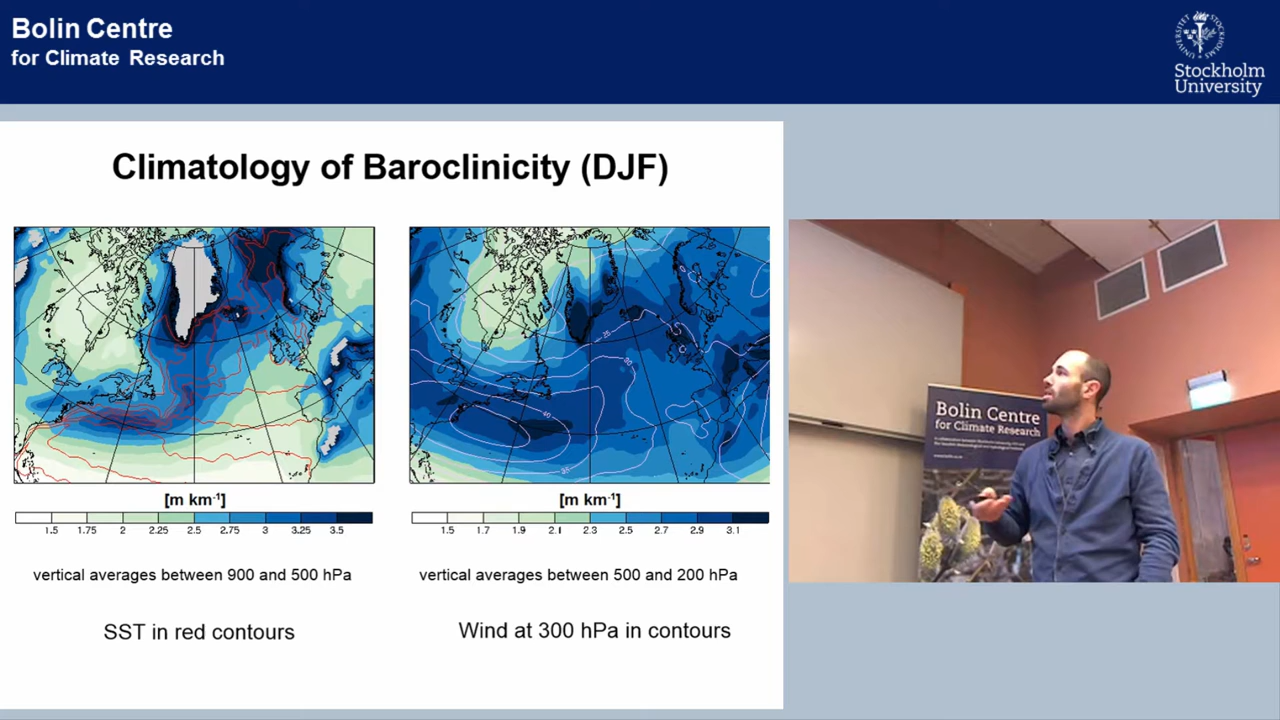 Bolin Centre
for Climate Research
Stockholm
University
Climatology of Baroclinicity (DJF)
[m km-1]
1.5 1.75 2 2.25 2.5 2.75 3 3.25 3.5
vertical averages between 900 and 500 hPa
SST in red contours
[m km-1]
1.5 1.7 1.9 2.1 2.3 2.5 2.7 2.9 3.1
vertical averages between 500 and 200 hPa
Wind at 300 hPa in contours
Bolin Centre
for Climate Research